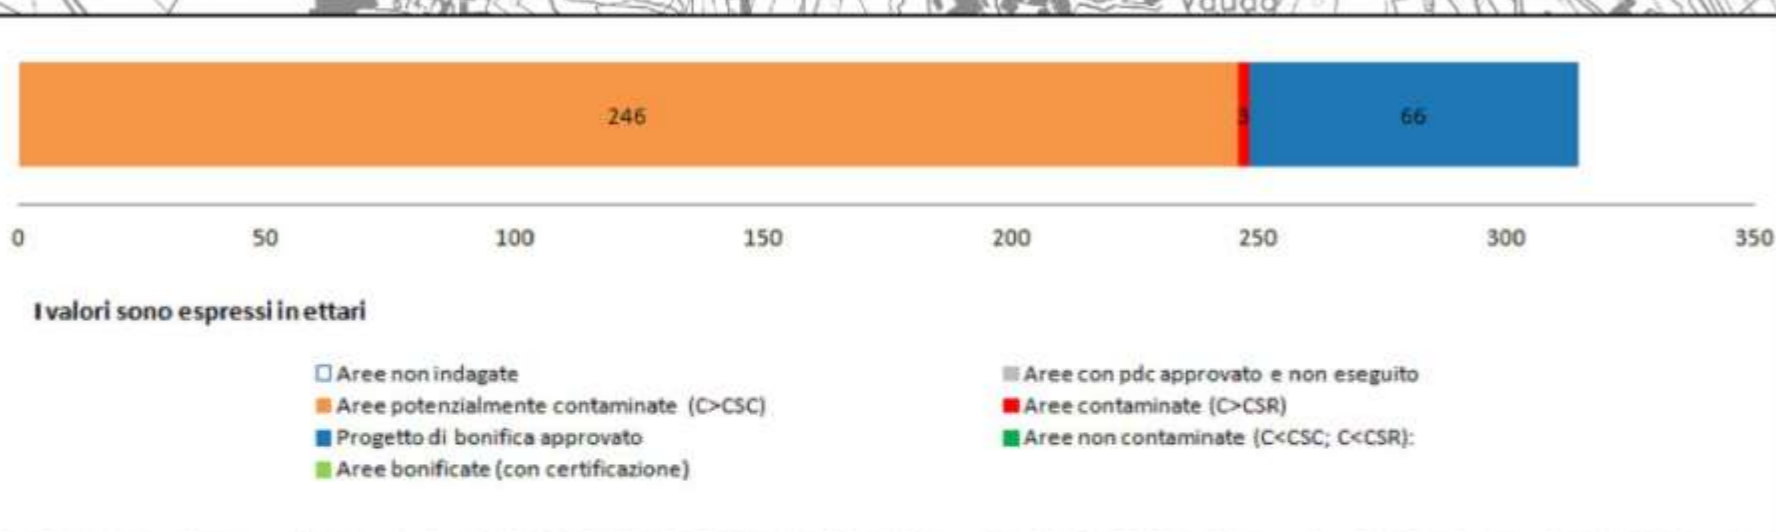 Vaudo
246 3 66
0 50 100 150 200 250 300 350
I valori sono espressi in ettari
Aree non indagate
Aree con pdc approvato e non eseguito
Aree potenzialmente contaminate (C>CSC)
Aree contaminate (C>CSR)
Progetto di bonifica approvato
Aree non contaminate (C<CSC; C<CSR):
Aree bonificate (con certificazione)